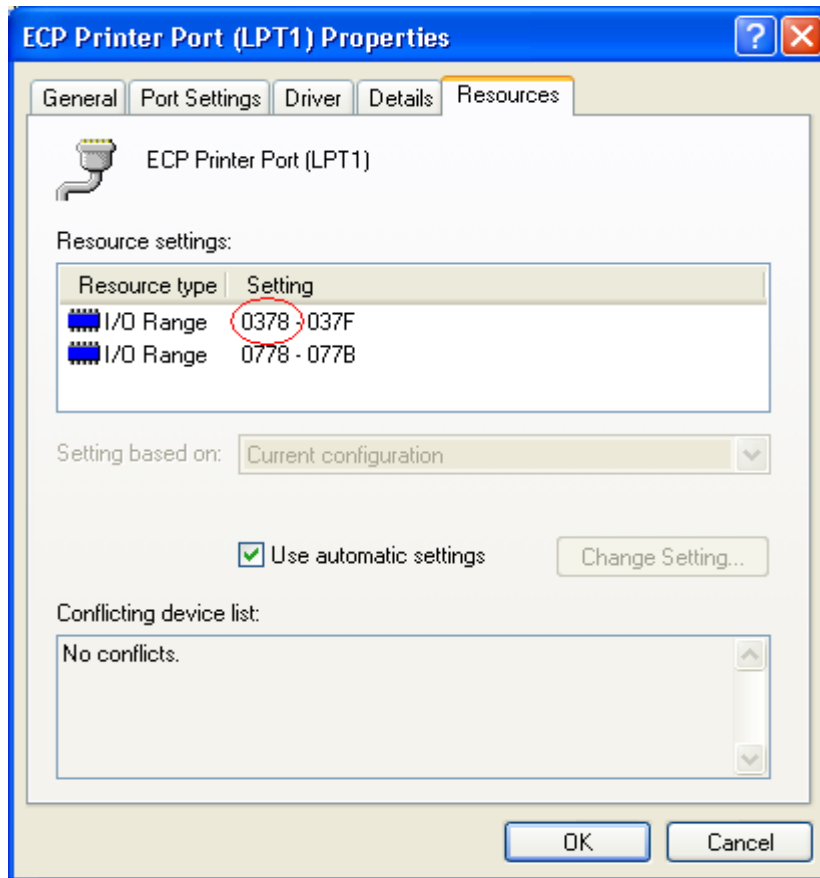 ECP Printer Port (LPT1) Properties
General Port Settings Driver Details Resources
ECP Printer Port (LPT1)
Resource settings:
Resource type Setting
I/O Range 0378 - 037F
I/O Range 0778 - 077B
Setting based on: Current configuration
Use automatic settings Change Setting...
Conflicting device list:
No conflicts.
OK Cancel